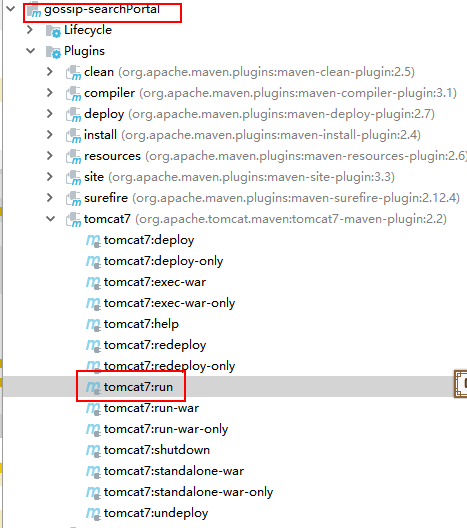 gossip-searchPortal
Lifecycle
Plugins
clean (org.apache.maven.plugins:maven-clean-plugin:2.5)
compiler (org.apache.maven.plugins:maven-compiler-plugin:3.1)
deploy (org.apache.maven.plugins:maven-deploy-plugin:2.7)
install (org.apache.maven.plugins:maven-install-plugin:2.4)
resources (org.apache.maven.plugins:maven-resources-plugin:2.6)
site (org.apache.maven.plugins:maven-site-plugin:3.3)
surefire (org.apache.maven.plugins:maven-surefire-plugin:2.12.4)
tomcat7 (org.apache.tomcat.maven:tomcat7-maven-plugin:2.2)
tomcat7:deploy
tomcat7:deploy-only
tomcat7:exec-war
tomcat7:exec-war-only
tomcat7:help
tomcat7:redeploy
tomcat7:redeploy-only
tomcat7:run
tomcat7:run-war
tomcat7:run-war-only
tomcat7:shutdown
tomcat7:standalone-war
tomcat7:standalone-war-only
tomcat7:undeploy